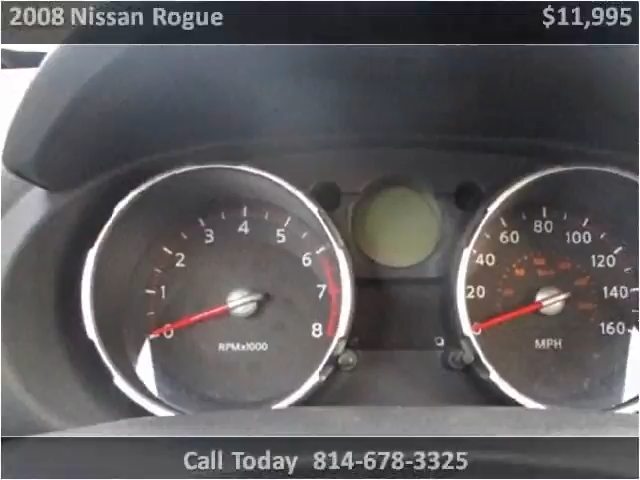 2008 Nissan Rogue $11,995
0 1 2 3 4 5 6 7 8
RPMx1000
0 20 40 60 80 100 120 140 160
MPH
Call Today 814-678-3325